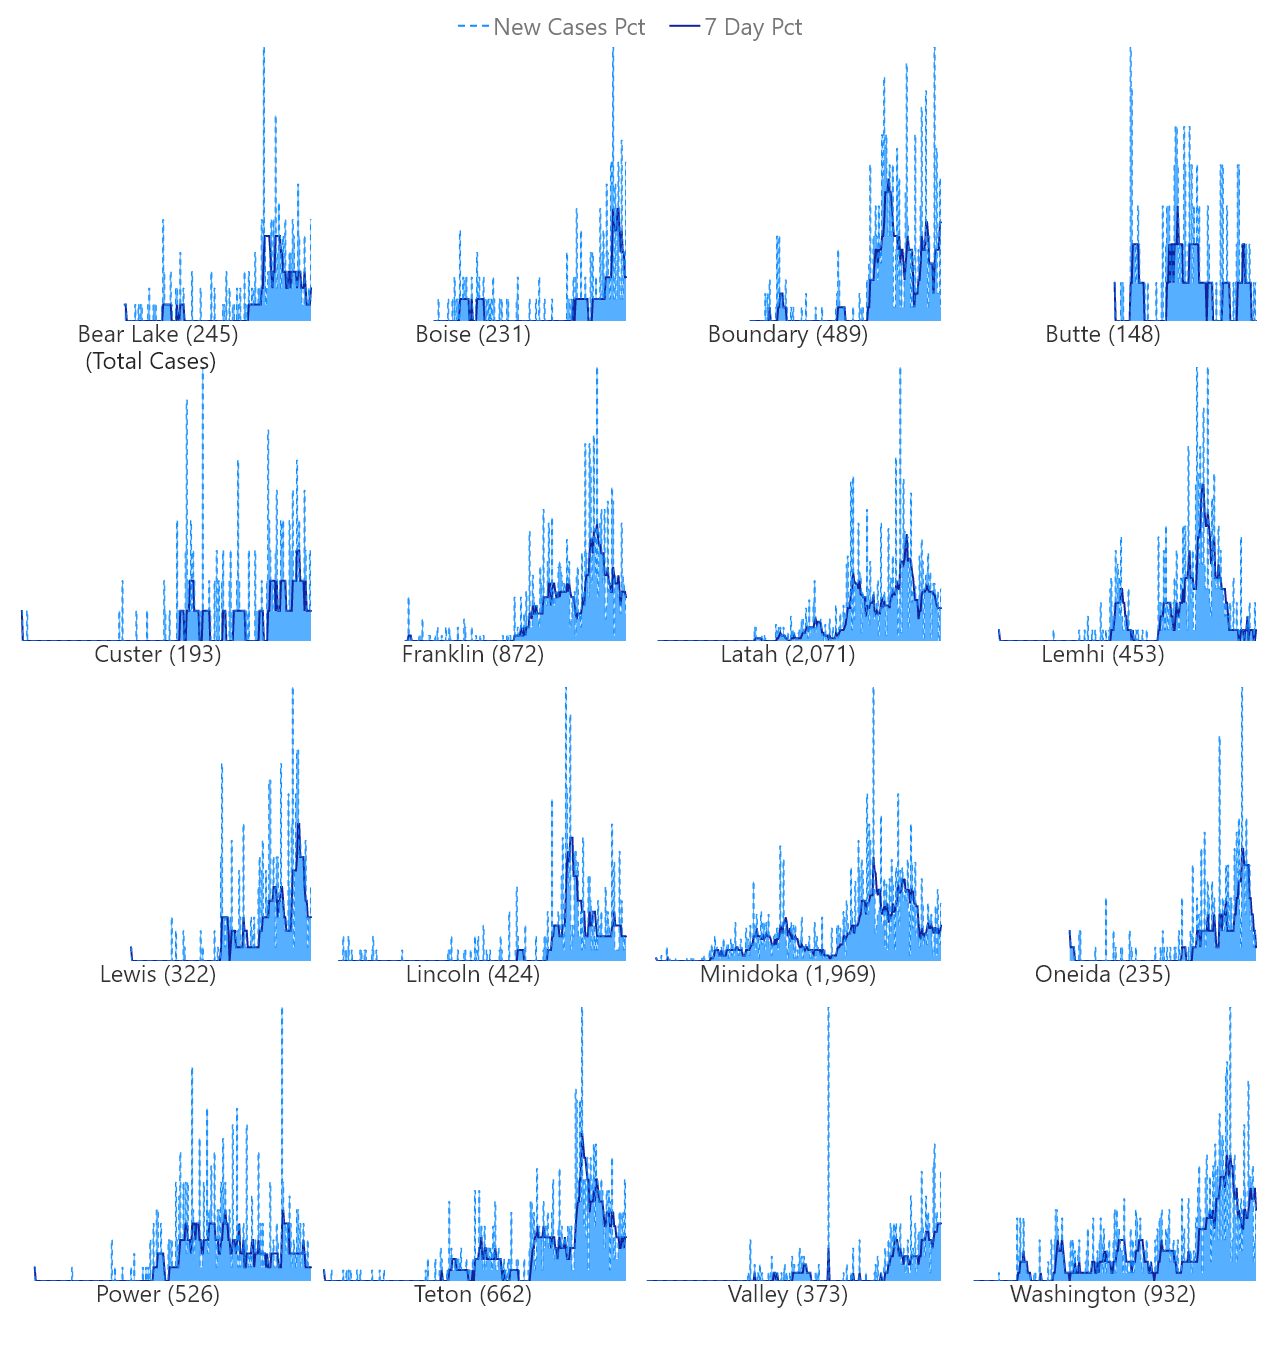 New Cases Pct 7 Day Pct
Bear Lake (245) Boise (231) Boundary (489) Butte (148)
(Total Cases)
Custer (193) Franklin (872) Latah (2,071) Lemhi (453)
Lewis (322) Lincoln (424) Minidoka (1,969) Oneida (235)
Power (526) Teton (662) Valley (373) Washington (932)